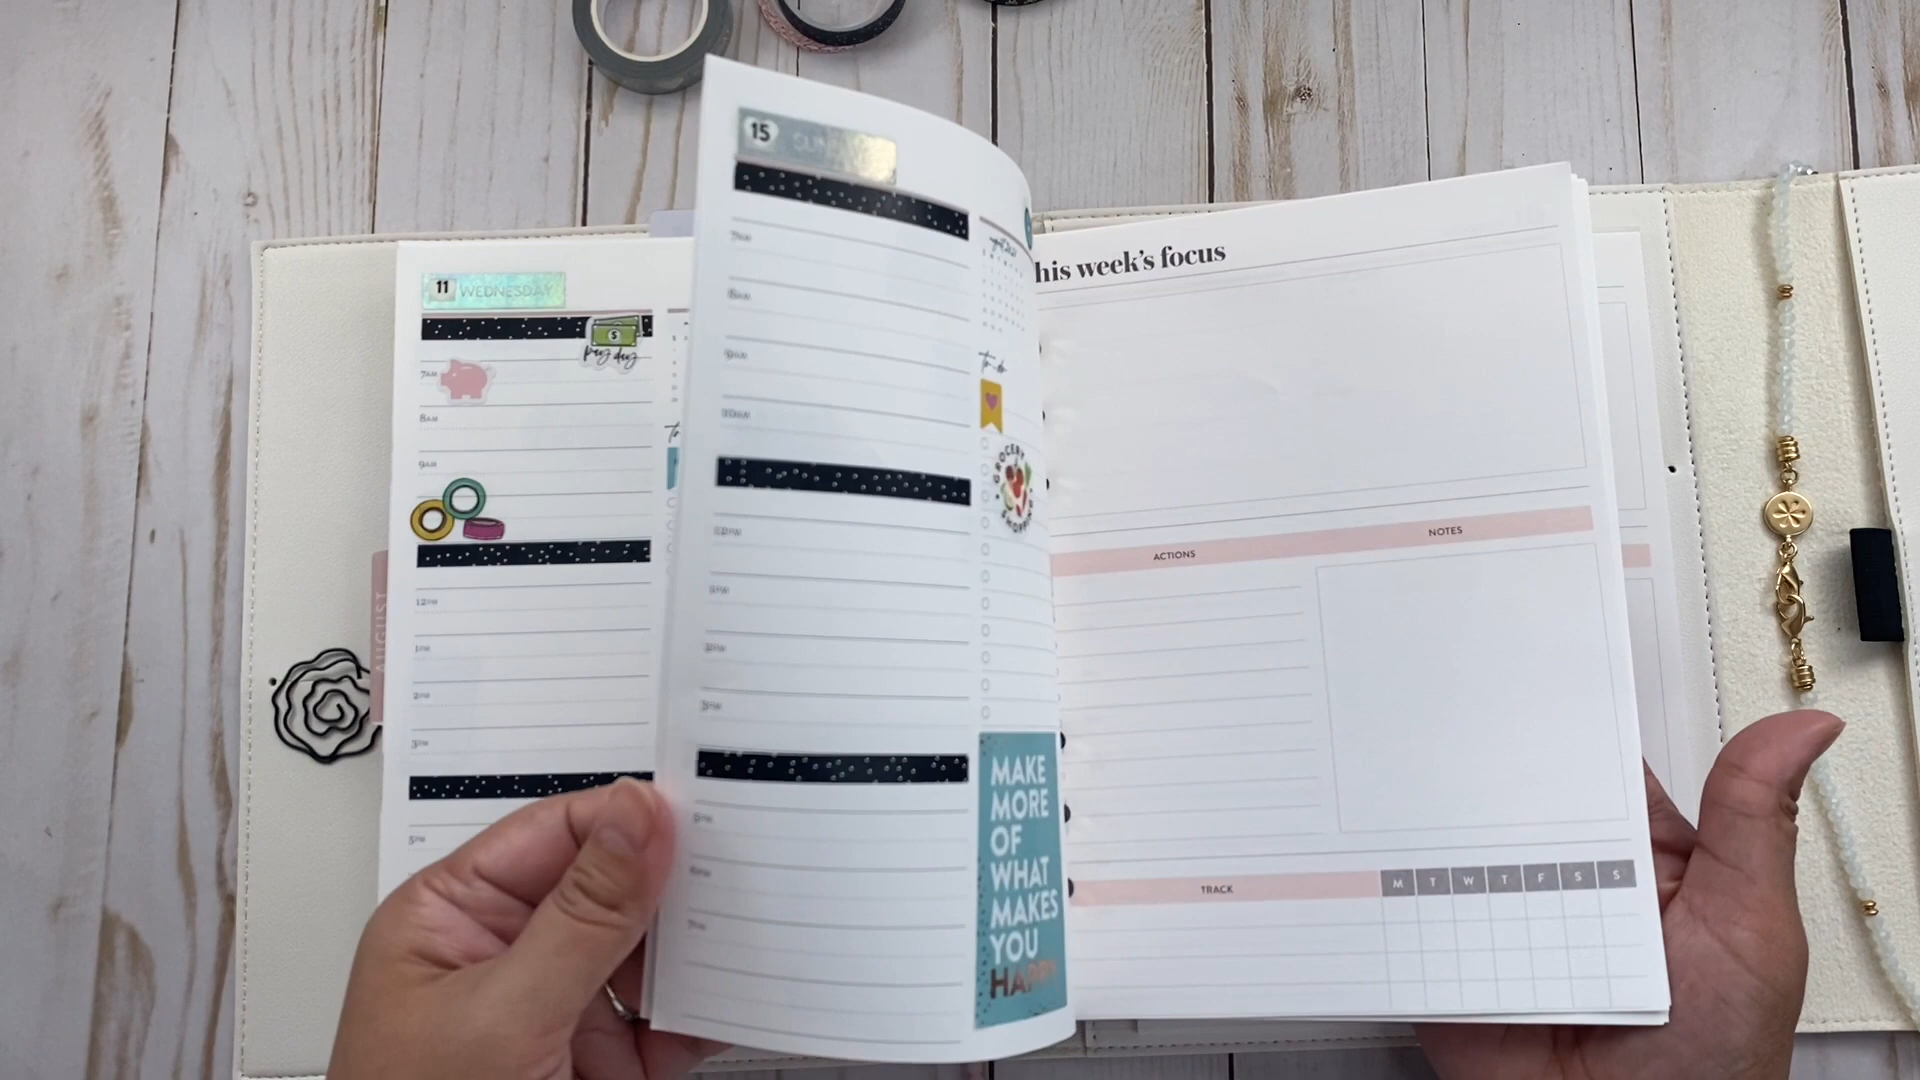 11 WEDNESDAY
$
pay day
7AM
8AM
9AM
12PM
1PM
2PM
3PM
5PM
AUGUST
15
7AM
8AM
9AM
10AM
12PM
1PM
2PM
3PM
5PM
6PM
7PM
to-do
GROCERY
SHOPPING
MAKE
MORE
OF
WHAT
MAKES
YOU
HAPPY
his week's focus
ACTIONS
NOTES
TRACK
M T W T F S S